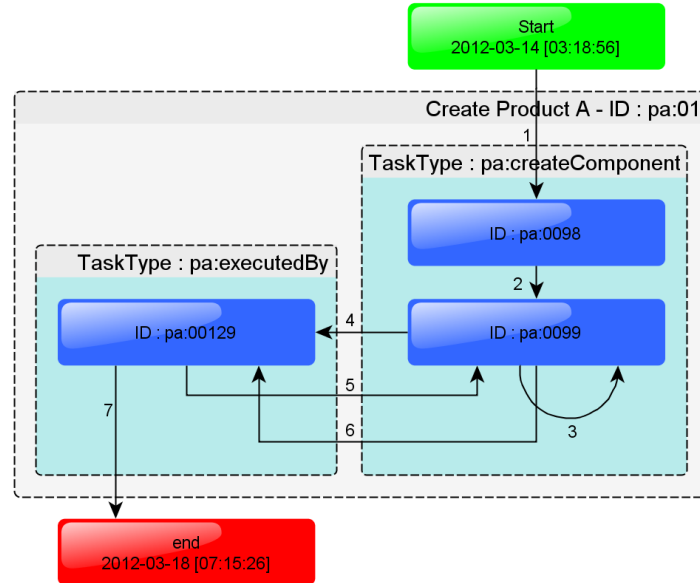 Start
2012-03-14 [03:18:56]
Create Product A - ID : pa:01
1
TaskType : pa:createComponent
ID : pa:0098
2
TaskType : pa:executedBy
ID : pa:00129
4
ID : pa:0099
5
3
6
7
end
2012-03-18 [07:15:26]